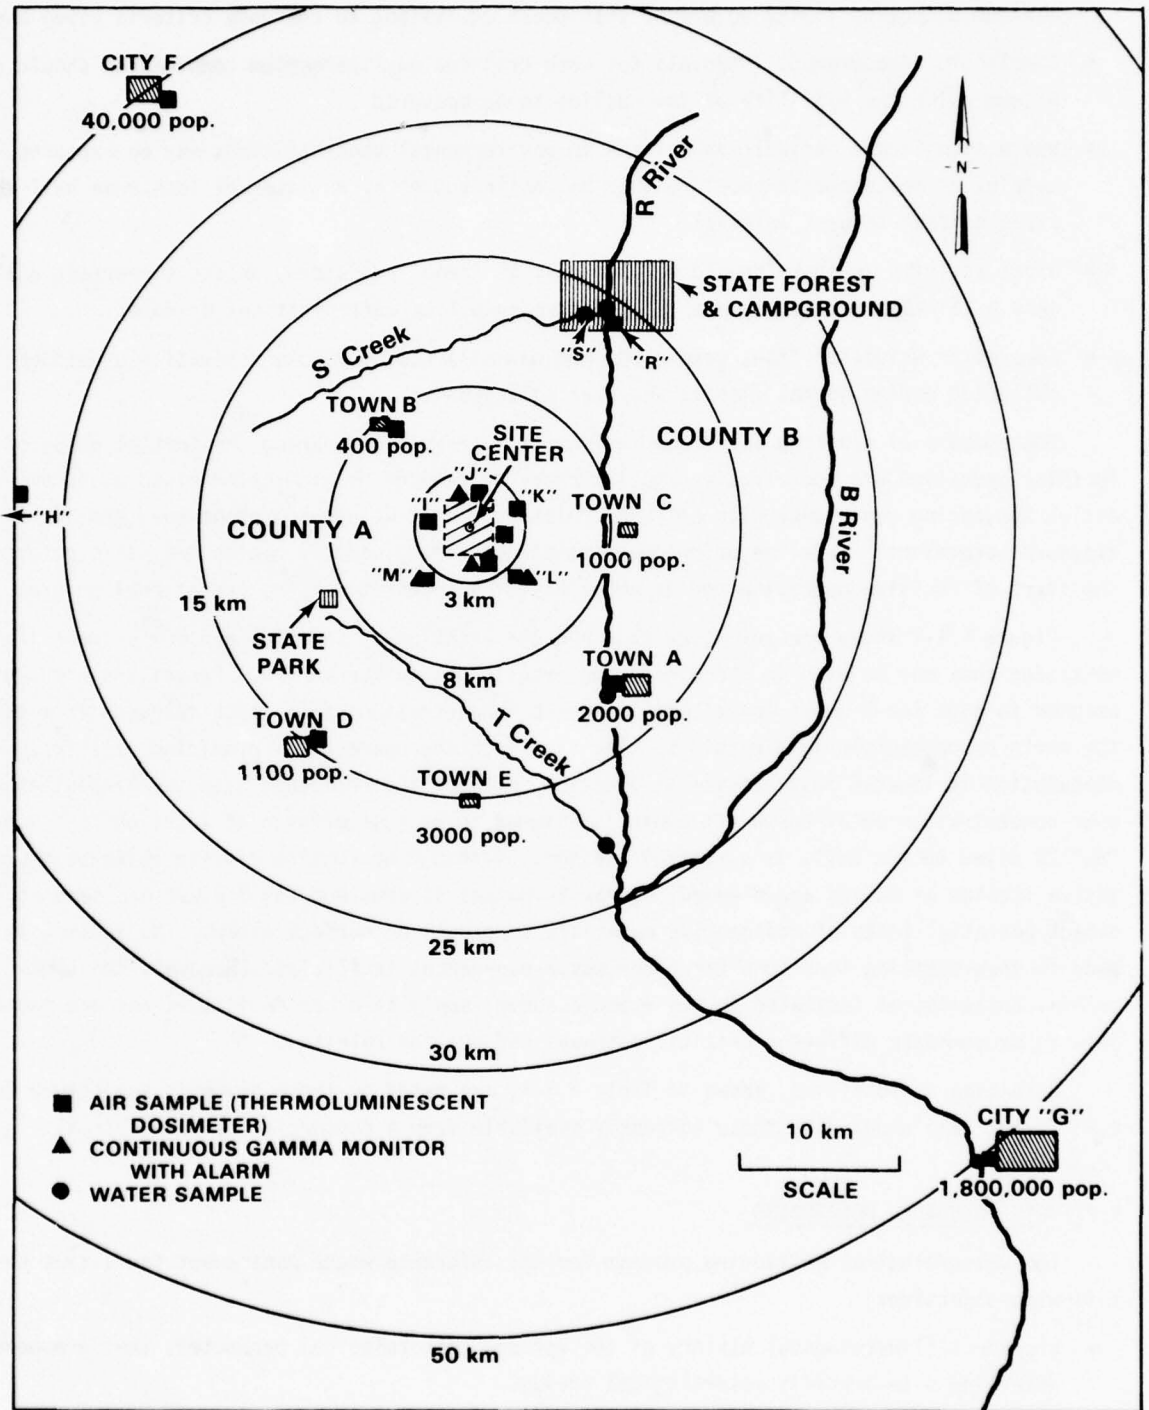 CITY F
40,000 pop.
R River
N
STATE FOREST
& CAMPGROUND
S Creek
"S"
"R"
TOWN B
400 pop.
SITE
CENTER
COUNTY B
"J"
"I"
"K"
"H"
COUNTY A
TOWN C
1000 pop.
B River
"M"
"L"
3 km
15 km
STATE
PARK
8 km
TOWN A
2000 pop.
T Creek
TOWN D
1100 pop.
TOWN E
3000 pop.
25 km
30 km
AIR SAMPLE (THERMOLUMINESCENT
DOSIMETER)
CONTINUOUS GAMMA MONITOR
WITH ALARM
WATER SAMPLE
10 km
SCALE
CITY "G"
1,800,000 pop.
50 km